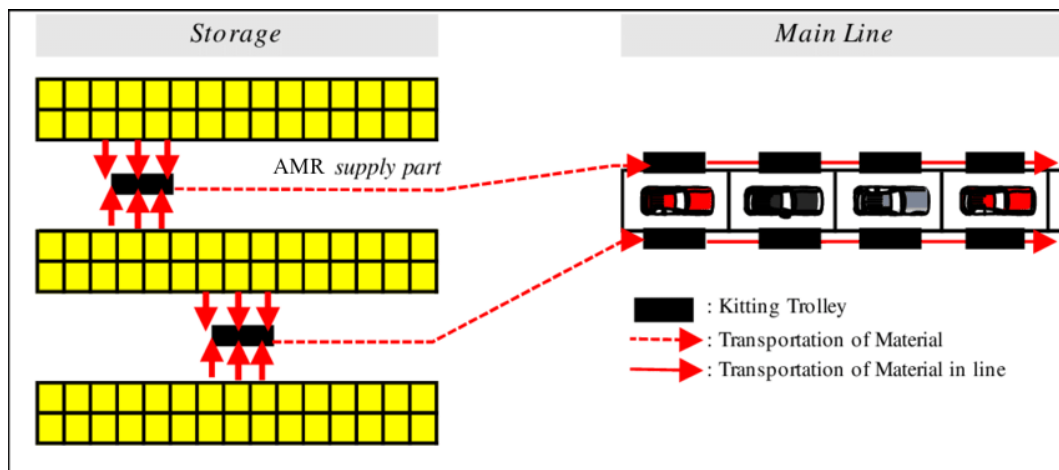 Storage
Main Line
AMR supply part
: Kitting Trolley
: Transportation of Material
: Transportation of Material in line